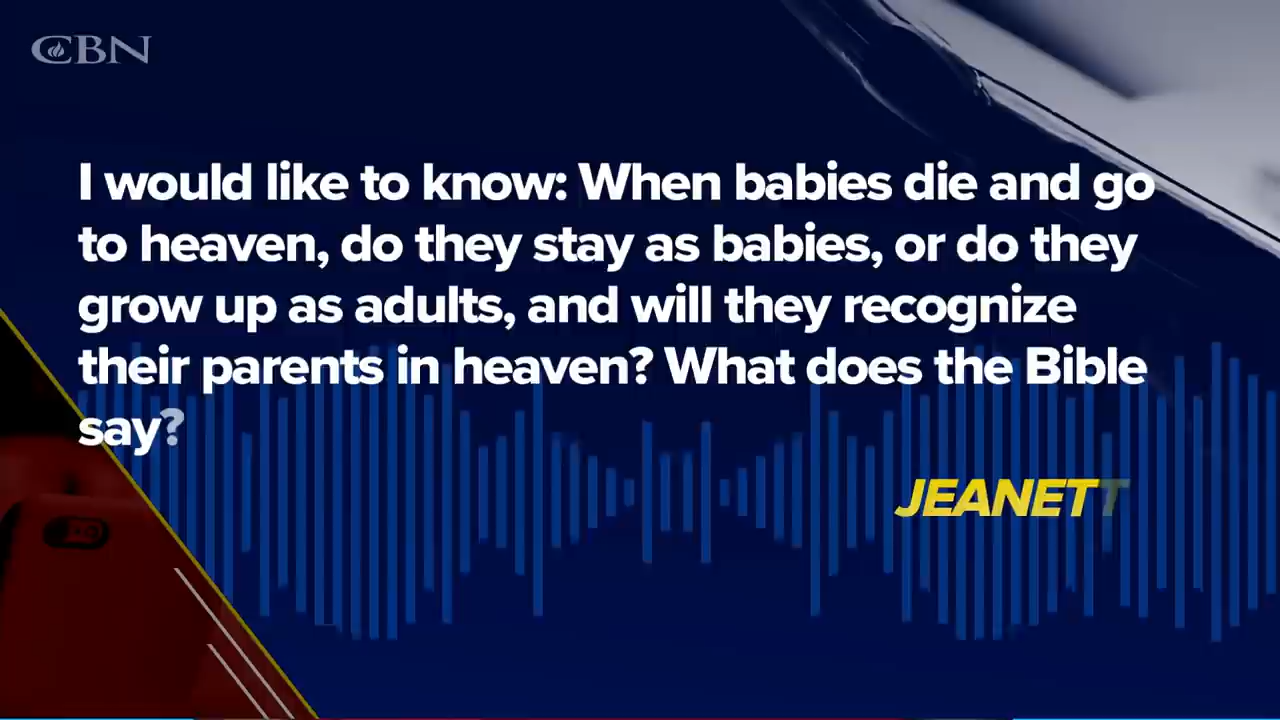 CBN
I would like to know: When babies die and go
to heaven, do they stay as babies, or do they
grow up as adults, and will they recognize
their parents in heaven? What does the Bible
say?
JEANETT